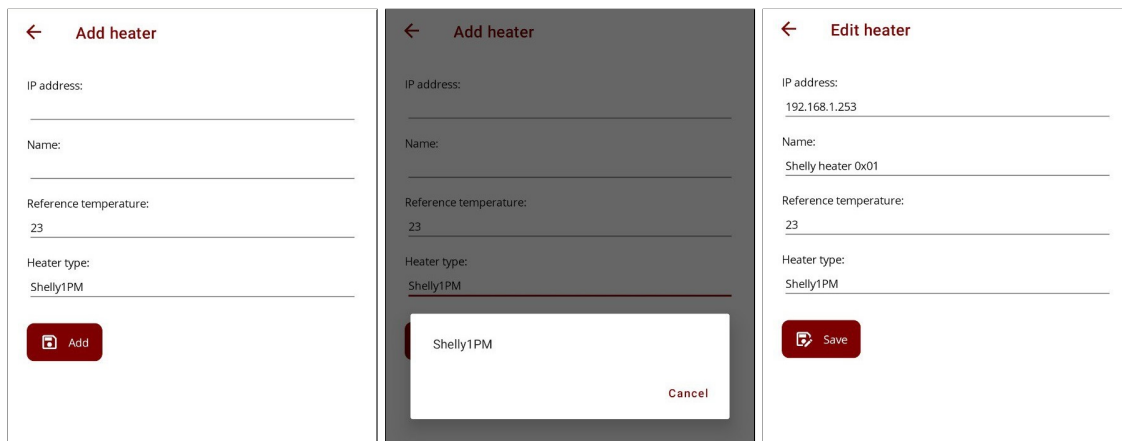 Add heater
IP address:
Name:
Reference temperature:
23
Heater type:
Shelly1PM
Add
Add heater
IP address:
Name:
Reference temperature:
23
Heater type:
Shelly1PM
Shelly1PM
Cancel
Edit heater
IP address:
192.168.1.253
Name:
Shelly heater 0x01
Reference temperature:
23
Heater type:
Shelly1PM
Save